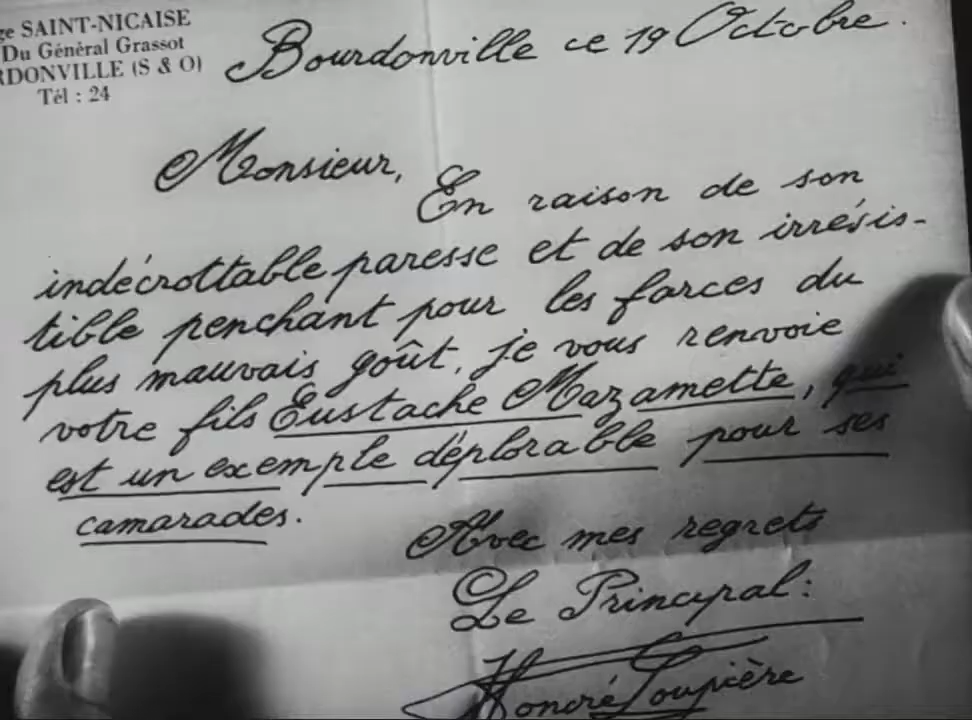 ge SAINT-NICAISE
Du Général Grassot
RDONVILLE (S & O)
Tél : 24
Bourdonville ce 19 Octobre.
Monsieur,
En raison de son
indécrottable paresse et de son irrésis-
tible penchant pour les farces du
plus mauvais goût, je vous renvoie
votre fils Eustache Mazamette, qui
est un exemple déplorable pour ses
camarades.
Avec mes regrets
Le Principal:
Honoré Loupière